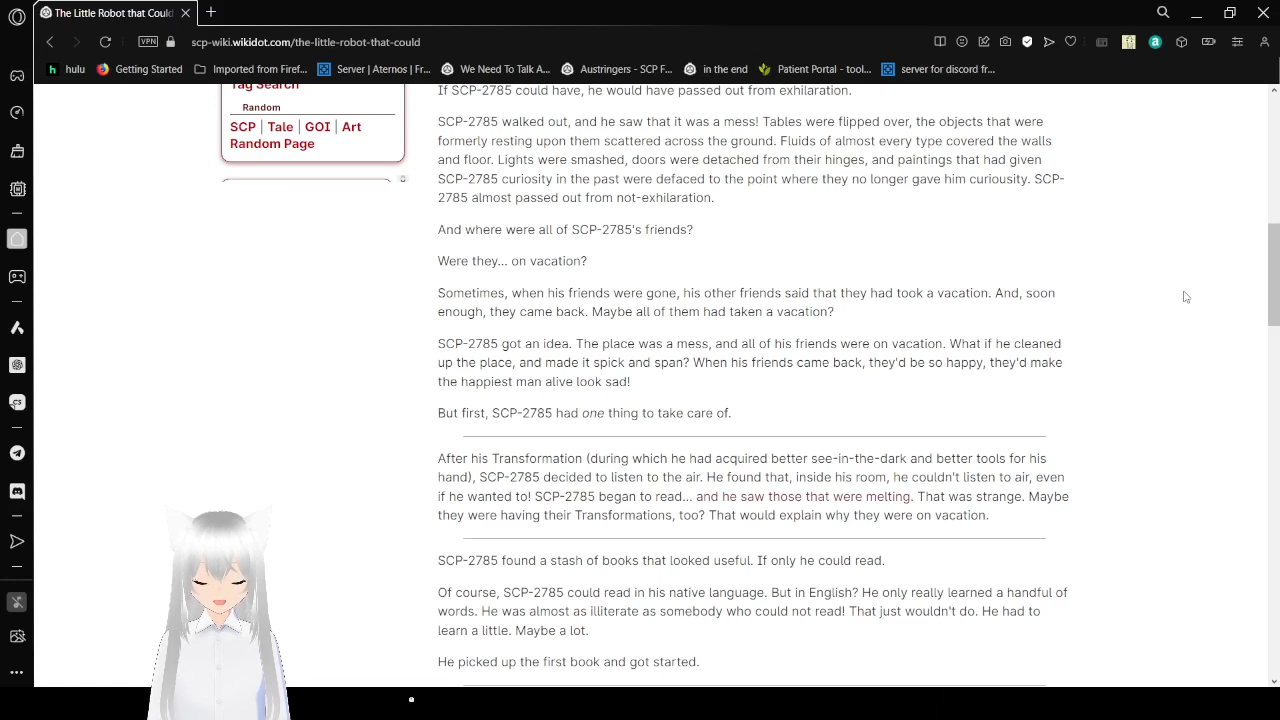 The Little Robot that Could
VPN
scp-wiki.wikidot.com/the-little-robot-that-could
hulu
Getting Started
Imported from Firef...
Server | Aternos | Fr...
We Need To Talk A...
Austringers - SCP F...
in the end
Patient Portal - tool...
server for discord fr...
Tag Search
Random
SCP | Tale | GOI | Art
Random Page
If SCP-2785 could have, he would have passed out from exhilaration.
SCP-2785 walked out, and he saw that it was a mess! Tables were flipped over, the objects that were
formerly resting upon them scattered across the ground. Fluids of almost every type covered the walls
and floor. Lights were smashed, doors were detached from their hinges, and paintings that had given
SCP-2785 curiosity in the past were defaced to the point where they no longer gave him curiousity. SCP-
2785 almost passed out from not-exhilaration.
And where were all of SCP-2785's friends?
Were they... on vacation?
Sometimes, when his friends were gone, his other friends said that they had took a vacation. And, soon
enough, they came back. Maybe all of them had taken a vacation?
SCP-2785 got an idea. The place was a mess, and all of his friends were on vacation. What if he cleaned
up the place, and made it spick and span? When his friends came back, they'd be so happy, they'd make
the happiest man alive look sad!
But first, SCP-2785 had one thing to take care of.
After his Transformation (during which he had acquired better see-in-the-dark and better tools for his
hand), SCP-2785 decided to listen to the air. He found that, inside his room, he couldn't listen to air, even
if he wanted to! SCP-2785 began to read... and he saw those that were melting. That was strange. Maybe
they were having their Transformations, too? That would explain why they were on vacation.
SCP-2785 found a stash of books that looked useful. If only he could read.
Of course, SCP-2785 could read in his native language. But in English? He only really learned a handful of
words. He was almost as illiterate as somebody who could not read! That just wouldn't do. He had to
learn a little. Maybe a lot.
He picked up the first book and got started.